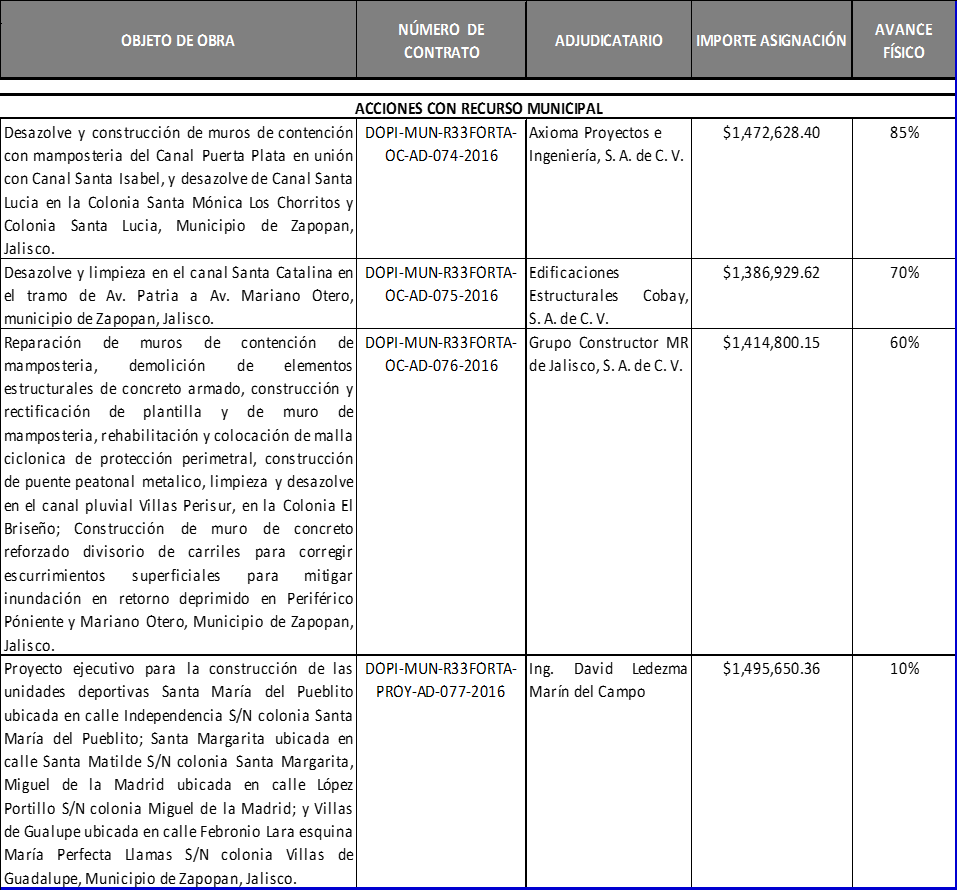 OBJETO DE OBRA
NÚMERO DE
CONTRATO
ADJUDICATARIO
IMPORTE ASIGNACIÓN
AVANCE
FÍSICO
ACCIONES CON RECURSO MUNICIPAL
Desazolve y construcción de muros de contención
con mamposteria del Canal Puerta Plata en unión
con Canal Santa Isabel, y desazolve de Canal Santa
Lucia en la Colonia Santa Mónica Los Chorritos y
Colonia Santa Lucia, Municipio de Zapopan,
Jalisco.
DOPI-MUN-R33FORTA-
OC-AD-074-2016
Axioma Proyectos e
Ingeniería, S. A. de C. V.
$1,472,628.40
85%
Desazolve y limpieza en el canal Santa Catalina en
el tramo de Av. Patria a Av. Mariano Otero,
municipio de Zapopan, Jalisco.
DOPI-MUN-R33FORTA-
OC-AD-075-2016
Edificaciones
Estructurales Cobay,
S. A. de C. V.
$1,386,929.62
70%
Reparación de muros de contención de
mamposteria, demolición de elementos
estructurales de concreto armado, construcción y
rectificación de plantilla y de muro de
mamposteria, rehabilitación y colocación de malla
ciclonica de protección perimetral, construcción
de puente peatonal metalico, limpieza y desazolve
en el canal pluvial Villas Perisur, en la Colonia El
Briseño; Construcción de muro de concreto
reforzado divisorio de carriles para corregir
escurrimientos superficiales para mitigar
inundación en retorno deprimido en Periférico
Póniente y Mariano Otero, Municipio de Zapopan,
Jalisco.
DOPI-MUN-R33FORTA-
OC-AD-076-2016
Grupo Constructor MR
de Jalisco, S. A. de C. V.
$1,414,800.15
60%
Proyecto ejecutivo para la construcción de las
unidades deportivas Santa María del Pueblito
ubicada en calle Independencia S/N colonia Santa
María del Pueblito; Santa Margarita ubicada en
calle Santa Matilde S/N colonia Santa Margarita,
Miguel de la Madrid ubicada en calle López
Portillo S/N colonia Miguel de la Madrid; y Villas
de Gualupe ubicada en calle Febronio Lara esquina
María Perfecta Llamas S/N colonia Villas de
Guadalupe, Municipio de Zapopan, Jalisco.
DOPI-MUN-R33FORTA-
PROY-AD-077-2016
Ing. David Ledezma
Marín del Campo
$1,495,650.36
10%